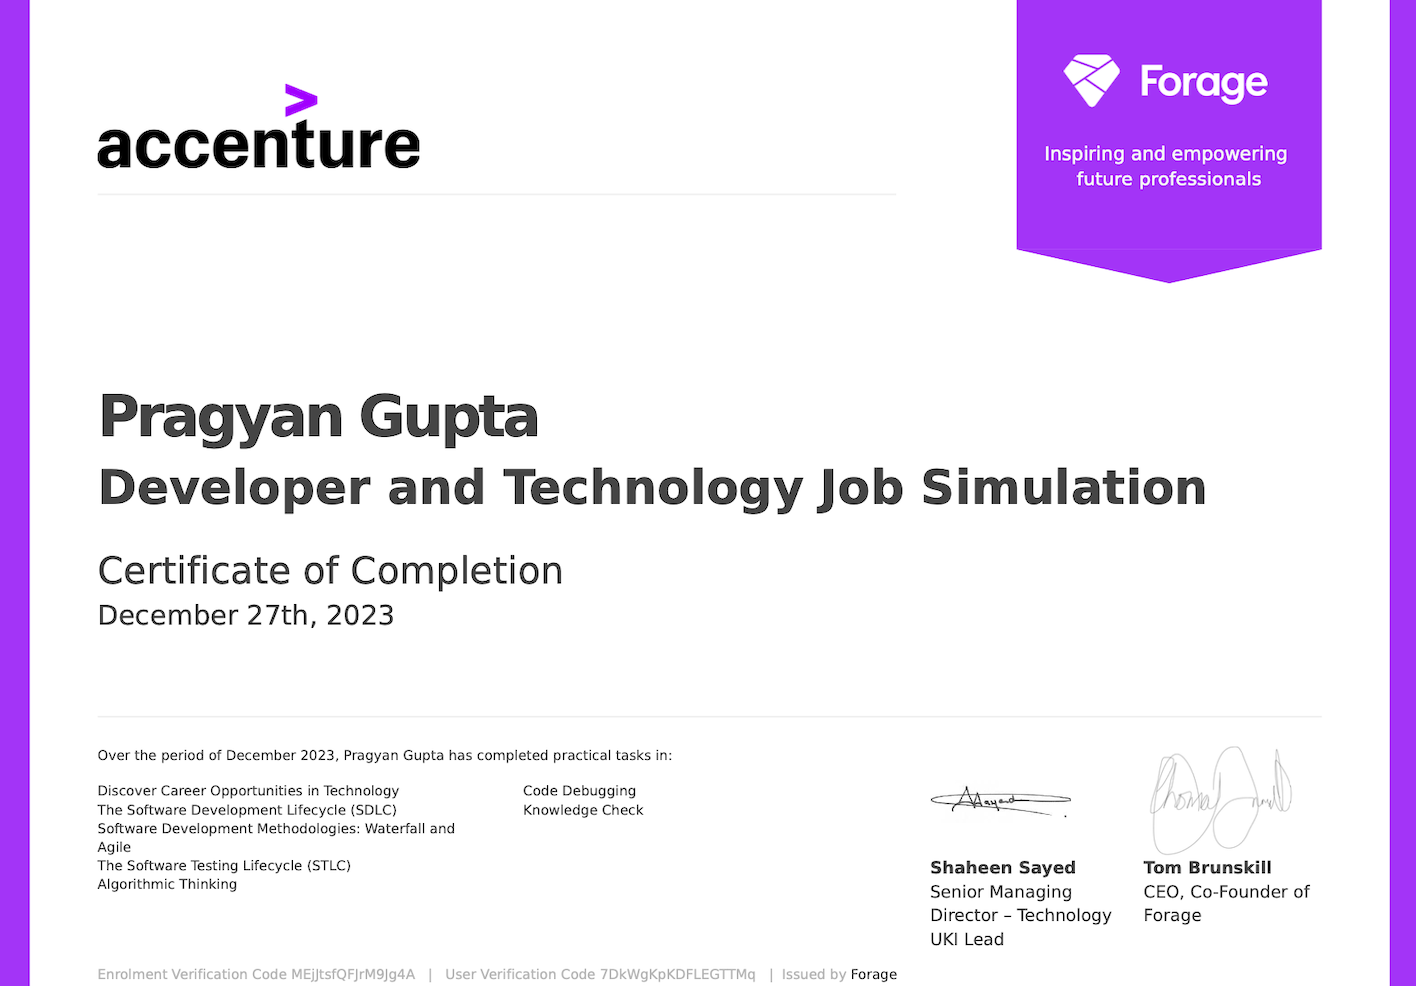 accenture
>
Forage
Inspiring and empowering
future professionals
Pragyan Gupta
Developer and Technology Job Simulation
Certificate of Completion
December 27th, 2023
Over the period of December 2023, Pragyan Gupta has completed practical tasks in:
Discover Career Opportunities in Technology
The Software Development Lifecycle (SDLC)
Software Development Methodologies: Waterfall and
Agile
The Software Testing Lifecycle (STLC)
Algorithmic Thinking
Code Debugging
Knowledge Check
Shaheen Sayed
Senior Managing
Director – Technology
UKI Lead
Tom Brunskill
CEO, Co-Founder of
Forage
Enrolment Verification Code MEjJtsfQFJrM9Jg4A | User Verification Code 7DkWgKpKDFLEGTTMq | Issued by Forage